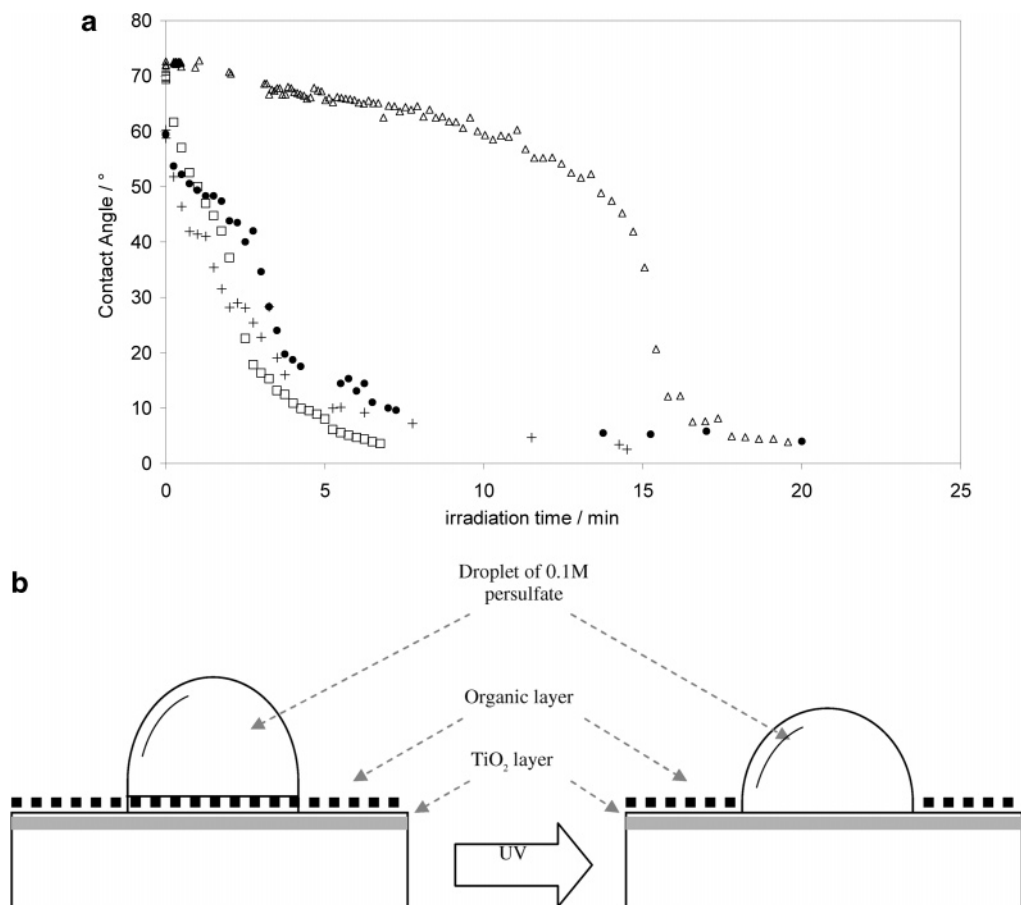 a
80
70
60
50
40
30
20
10
0
Contact Angle / °
0 5 10 15 20 25
irradiation time / min
b
Droplet of 0.1M
persulfate
Organic layer
TiO₂ layer
UV